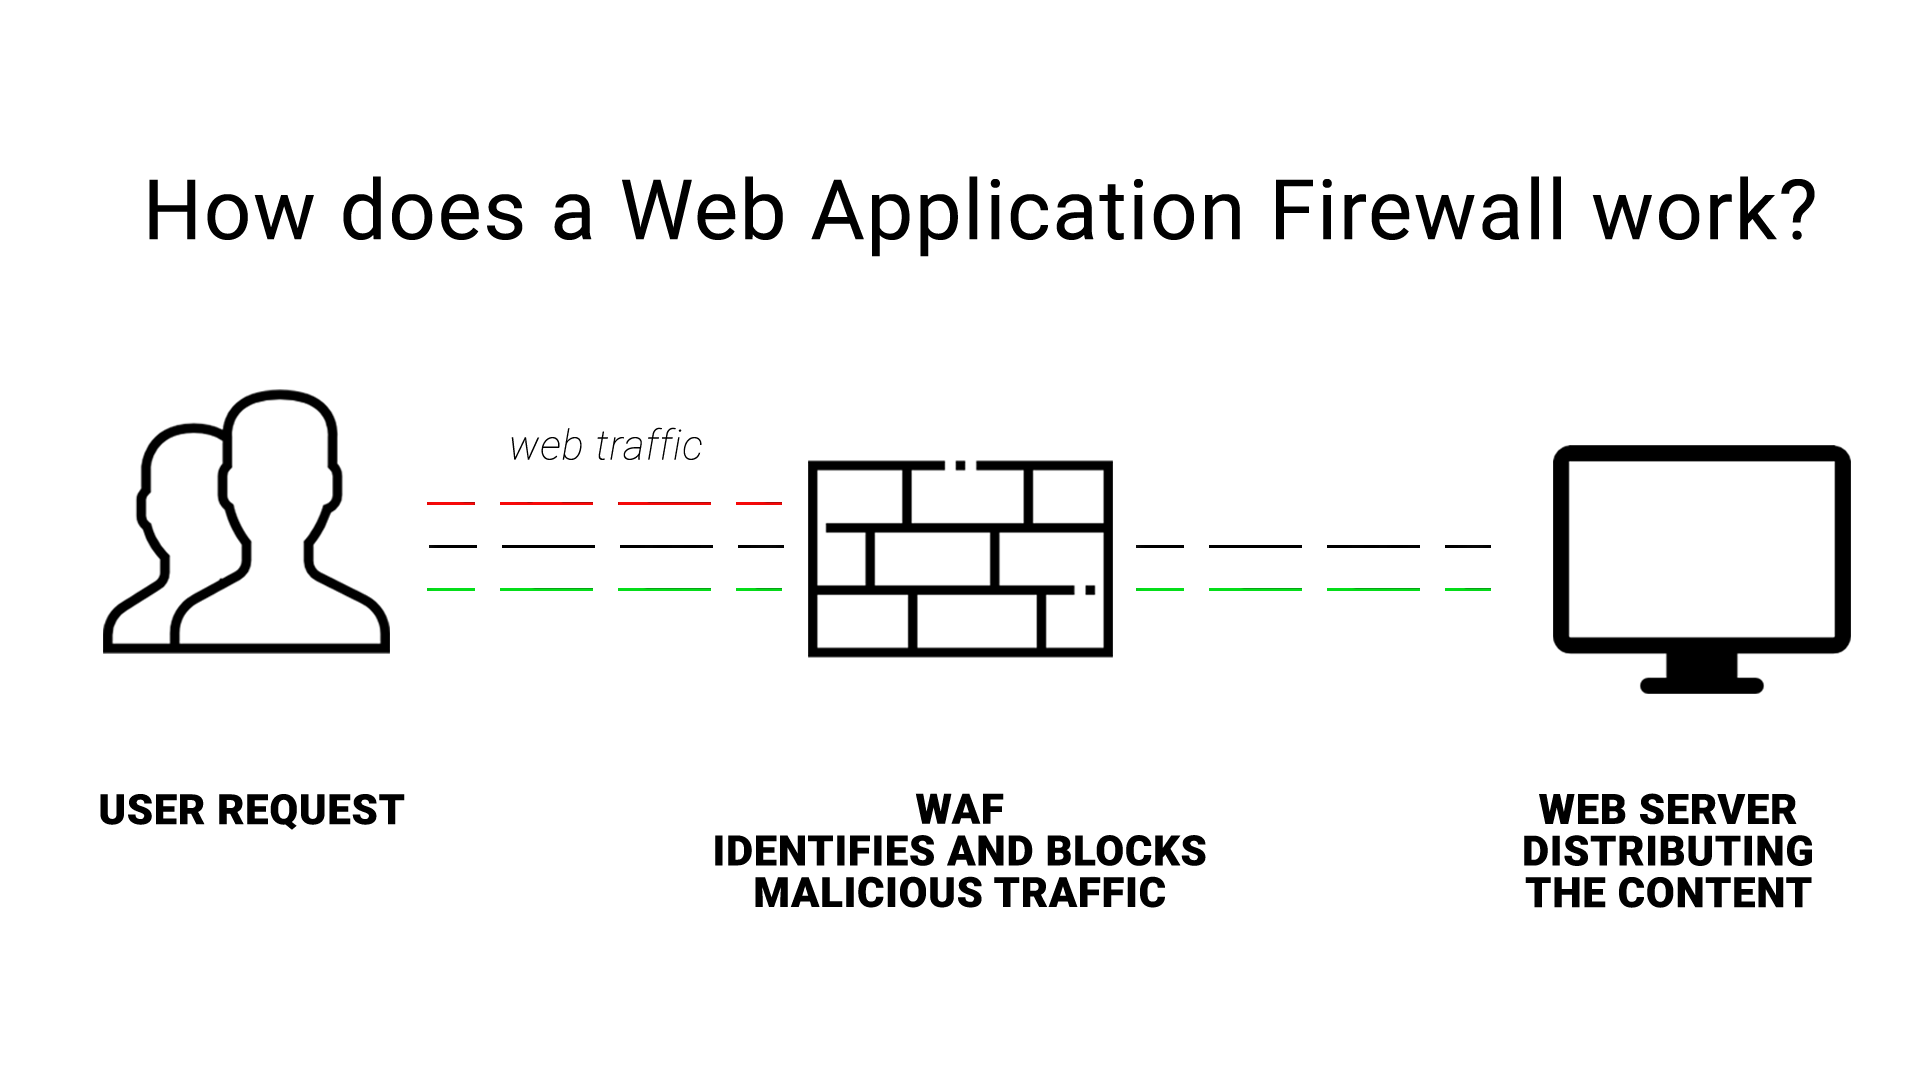 How does a Web Application Firewall work?
web traffic
USER REQUEST
WAF
IDENTIFIES AND BLOCKS
MALICIOUS TRAFFIC
WEB SERVER
DISTRIBUTING
THE CONTENT